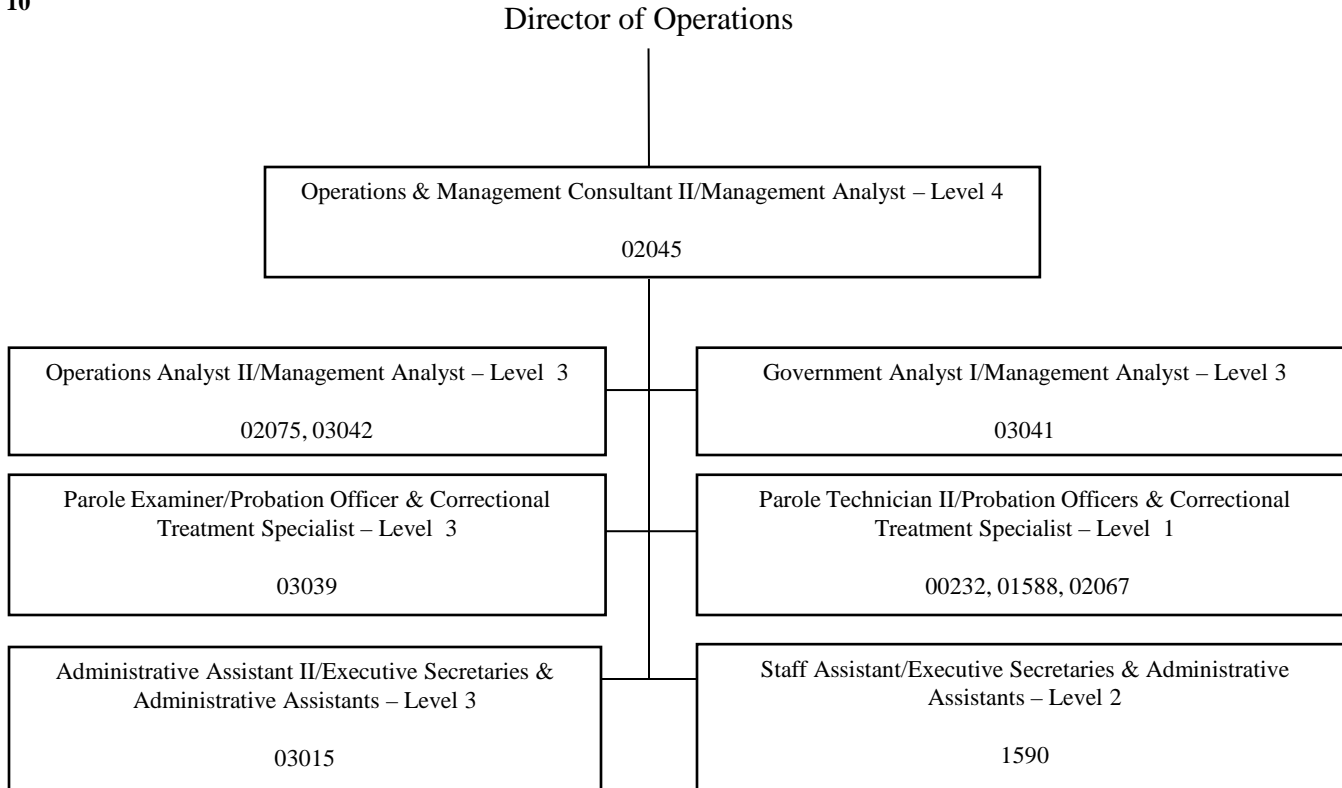 10
Director of Operations
Operations & Management Consultant II/Management Analyst – Level 4
02045
Operations Analyst II/Management Analyst – Level  3
02075, 03042
Government Analyst I/Management Analyst – Level 3
03041
Parole Examiner/Probation Officer & Correctional
Treatment Specialist – Level  3
03039
Parole Technician II/Probation Officers & Correctional
Treatment Specialist – Level  1
00232, 01588, 02067
Administrative Assistant II/Executive Secretaries &
Administrative Assistants – Level 3
03015
Staff Assistant/Executive Secretaries & Administrative
Assistants – Level 2
1590